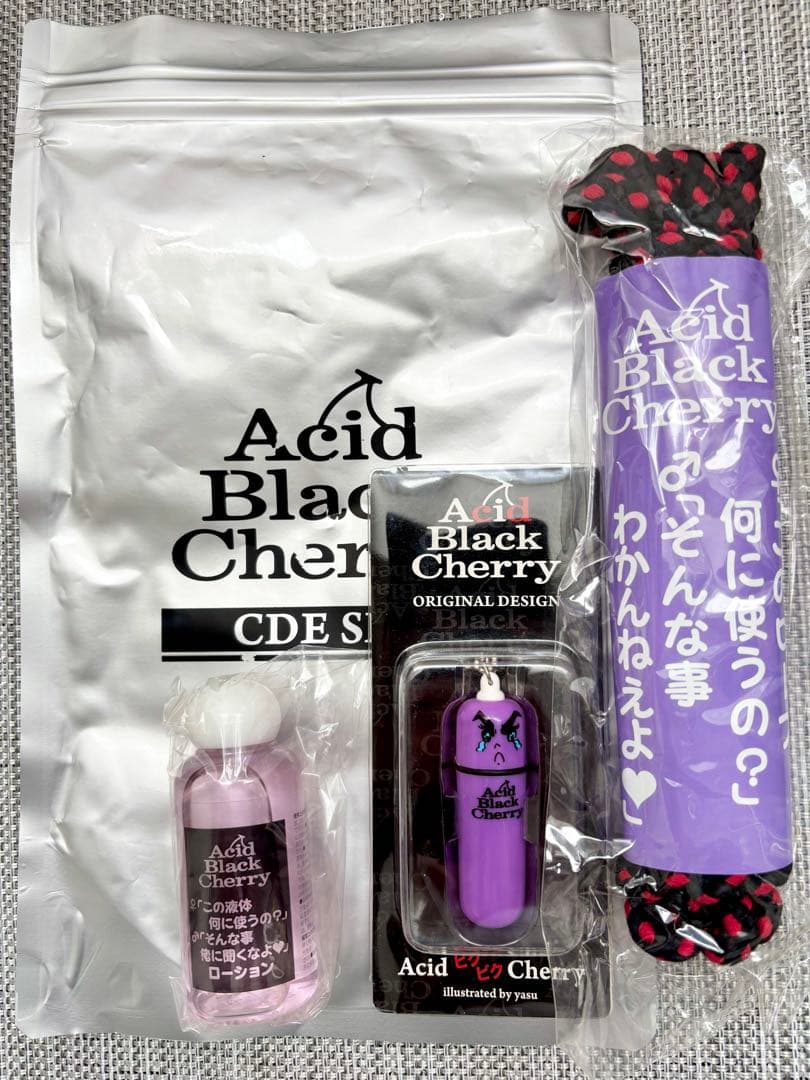 Acid
Black
Cherry
CDE S
Acid
Black
Cherry
ORIGINAL DESIGN
Acid
Black
Cherry
Acid ピクピク Cherry
illustrated by yasu
Acid
Black
Cherry
♀「この液体
何に使うの?」
♂「そんな事
俺に聞くなよ♥」
ローション
Acid
Black
Cherry
何に使うの?」
♂「そんな事
わかんねえよ♥」